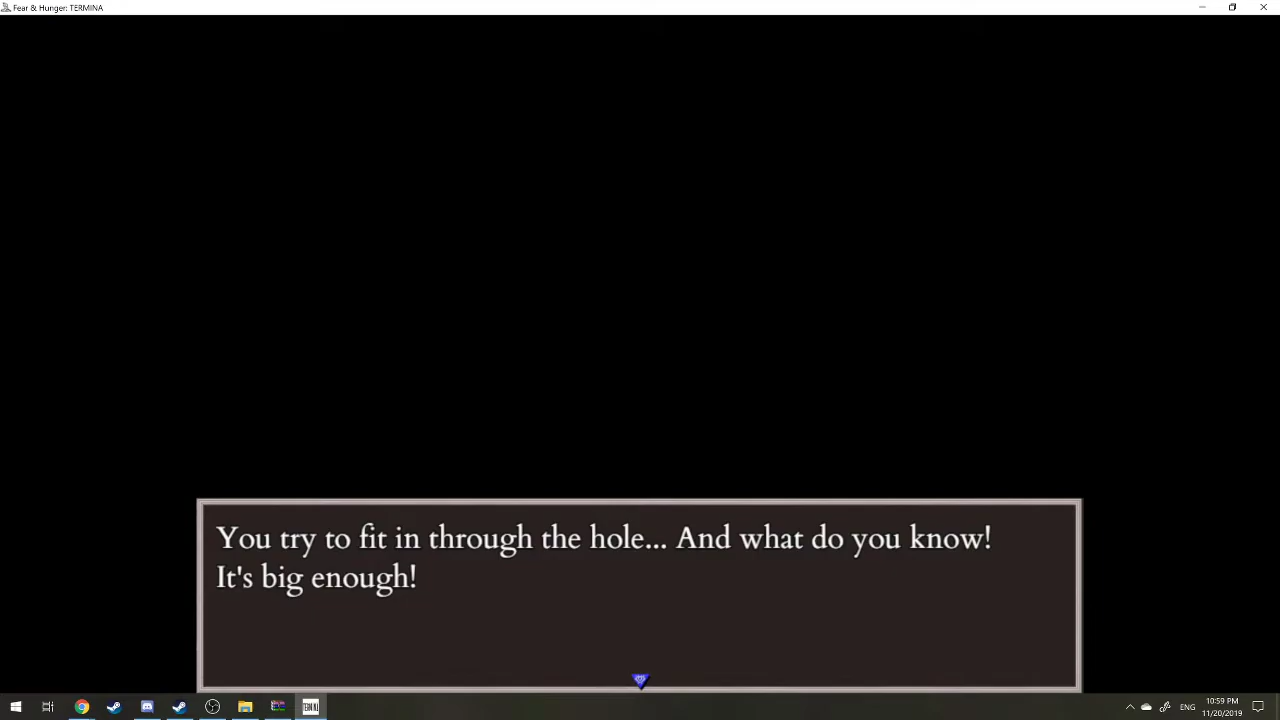 Fear & Hunger: TERMINA
You try to fit in through the hole... And what do you know!
It's big enough!
10:59 PM
ENG
11/20/2019